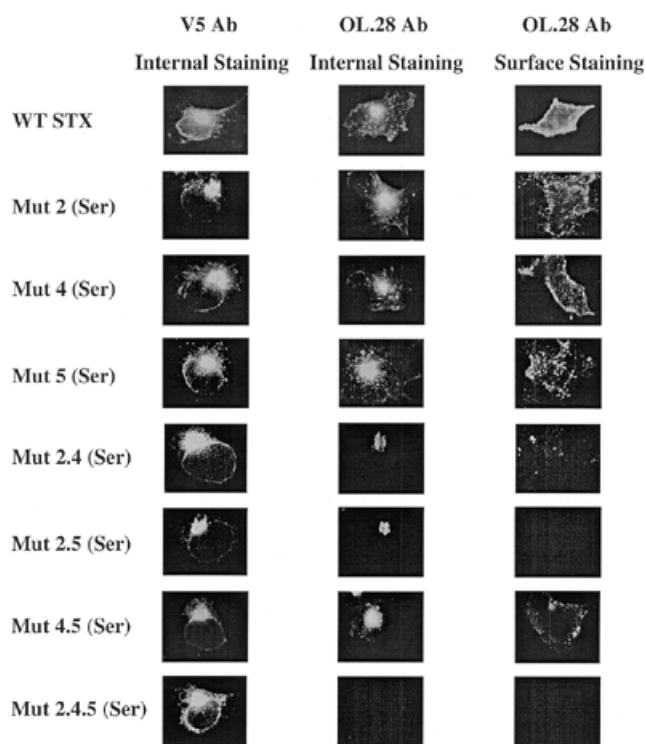 V5 Ab OL.28 Ab OL.28 Ab
Internal Staining Internal Staining Surface Staining
WT STX
Mut 2 (Ser)
Mut 4 (Ser)
Mut 5 (Ser)
Mut 2.4 (Ser)
Mut 2.5 (Ser)
Mut 4.5 (Ser)
Mut 2.4.5 (Ser)